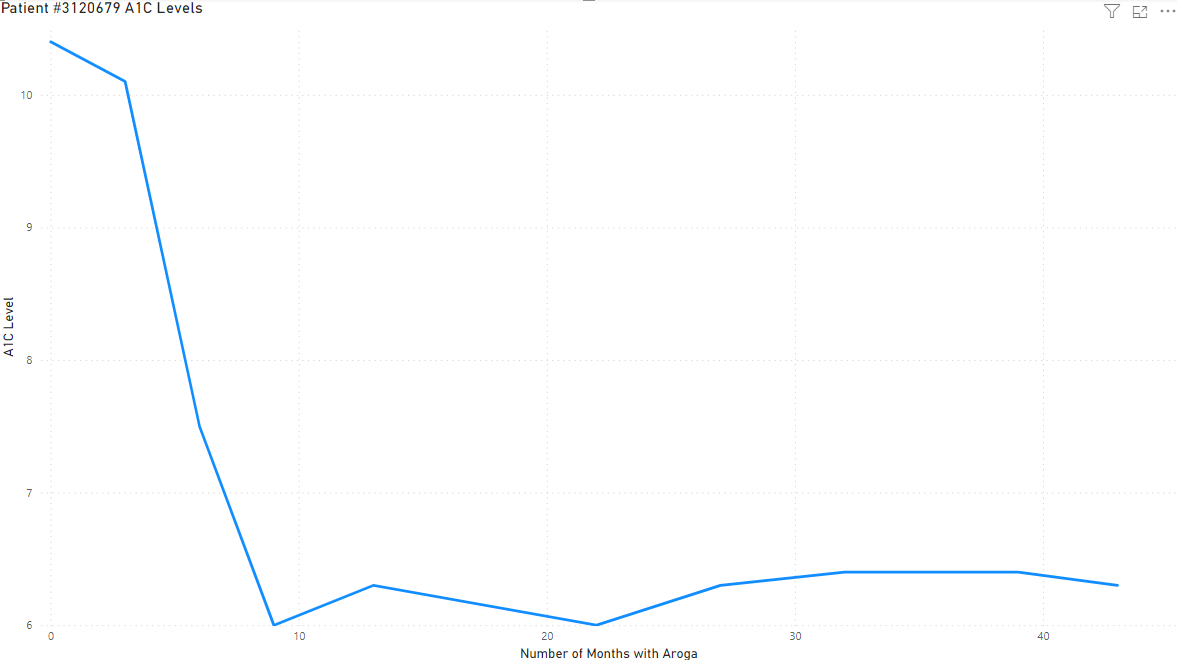 Patient #3120679 A1C Levels
10
9
8
7
6
A1C Level
0 10 20 30 40
Number of Months with Aroga